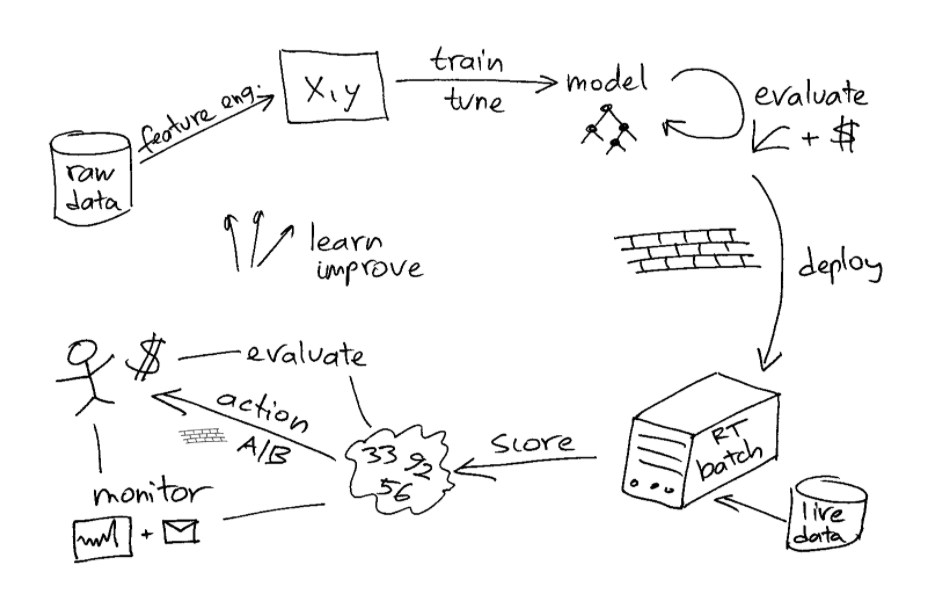 raw
data
feature eng.
X,y
train
tune
model
evaluate
+ $
deploy
learn
improve
$
evaluate
action
A/B
33 92
56
score
RT
batch
live
data
monitor
+